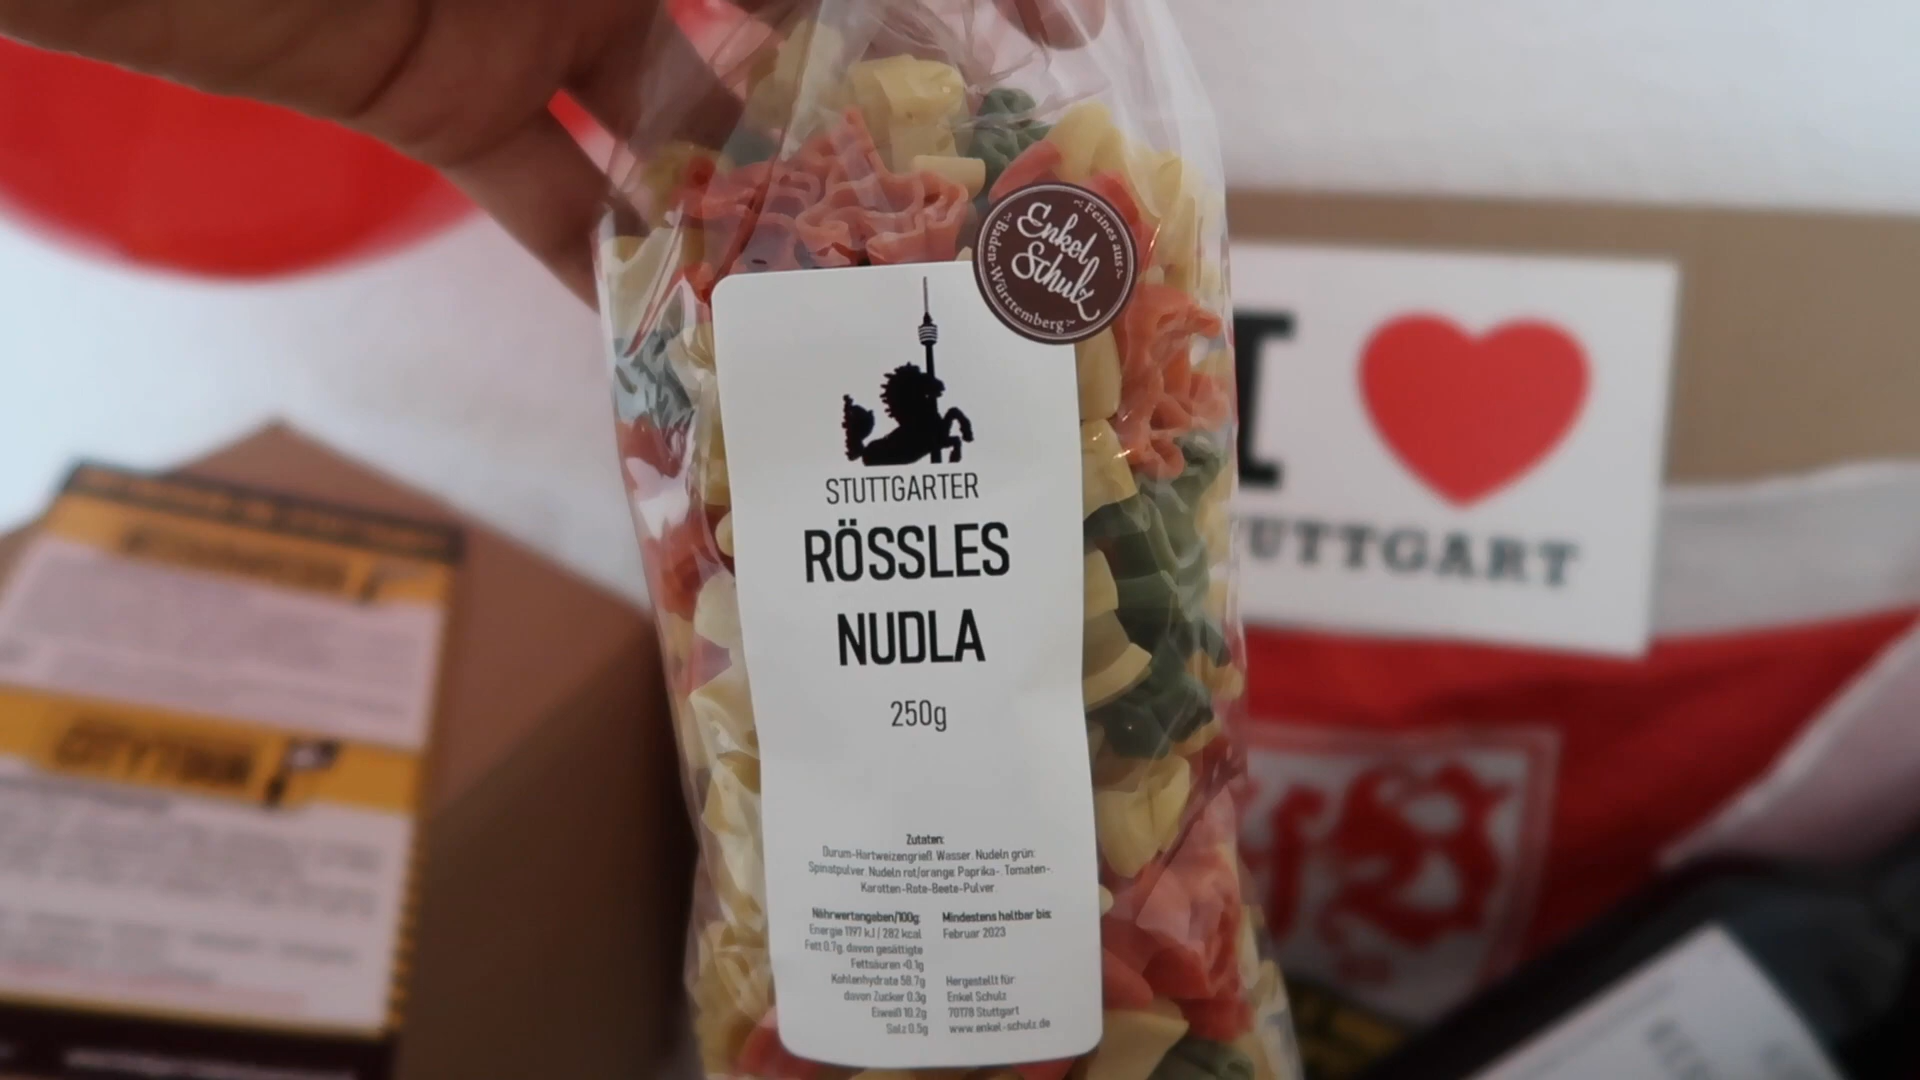 Enkel
Schulz
Feines aus
Baden-Württemberg
STUTTGARTER
RÖSSLES
NUDLA
250g
Zutaten:
Durum-Hartweizengrieß. Wasser. Nudeln grün:
Spinatpulver. Nudeln rot/orange: Paprika-. Tomaten-.
Karotten-Rote-Beete-Pulver.
Nährwertangaben/100g:
Energie 1197 kJ / 282 kcal
Fett 0.7g, davon gesättigte
Fettsäuren <0.1g
Kohlenhydrate 58.7g
davon Zucker 0.3g
Eiweiß 10.2g
Salz 0.5g
Mindestens haltbar bis:
Februar 2023
Hergestellt für:
Enkel Schulz
70178 Stuttgart
www.enkel-schulz.de
I
TUTTGART
CITYTOUR